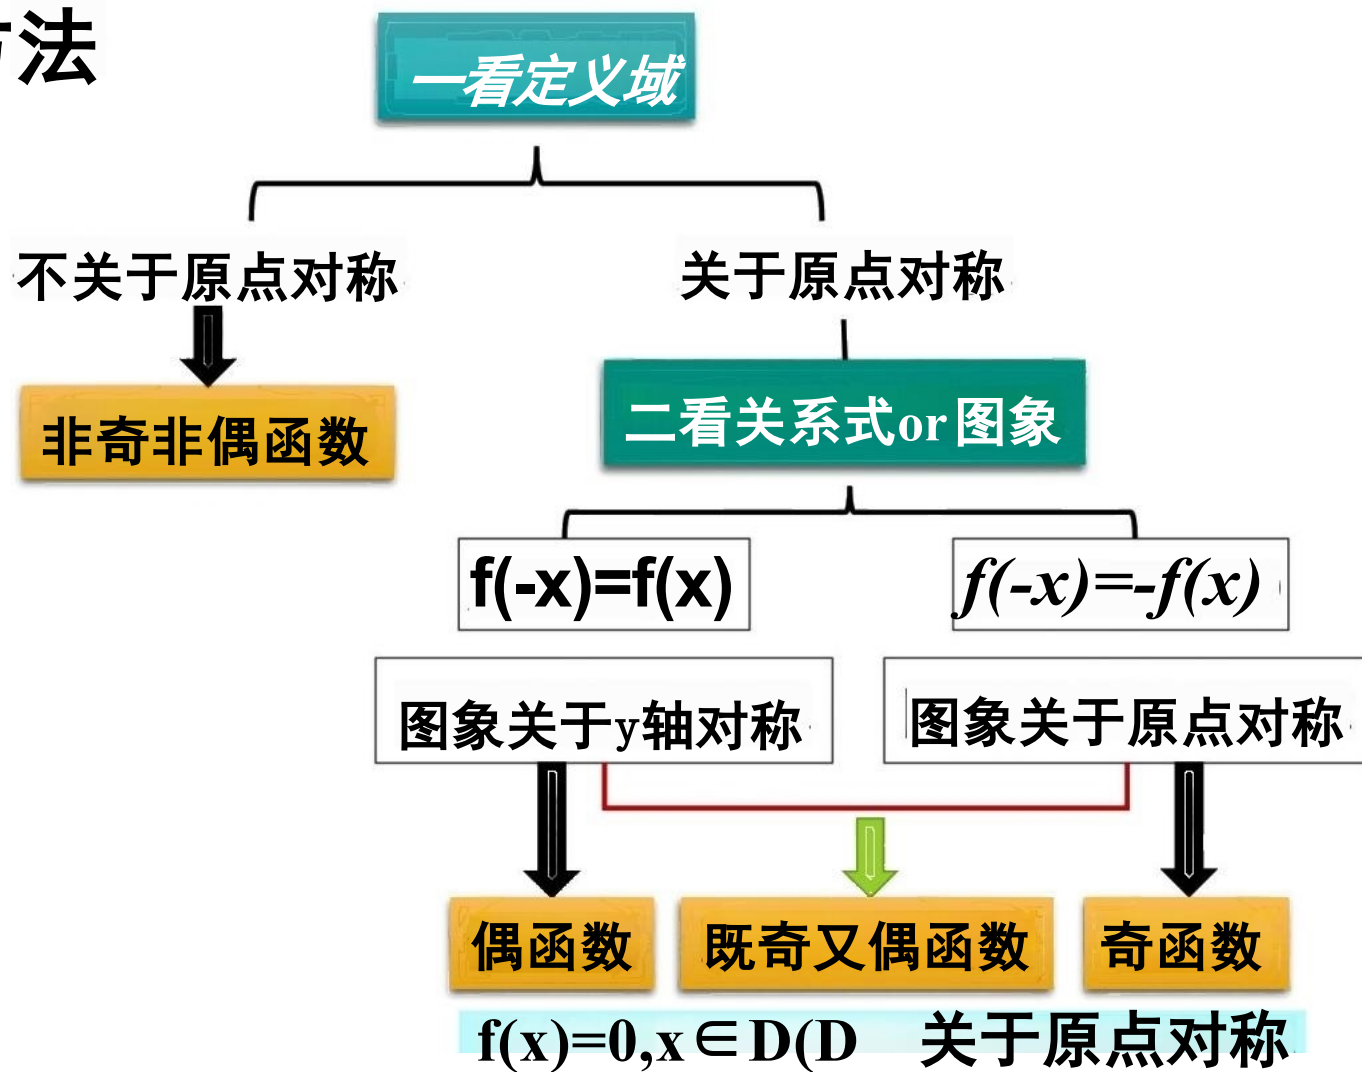 方法
一看定义域
不关于原点对称
关于原点对称
非奇非偶函数
二看关系式or图象
f(-x)=f(x)
f(-x)=-f(x)
图象关于y轴对称
图象关于原点对称
偶函数
既奇又偶函数
奇函数
f(x)=0,x∈D(D 关于原点对称